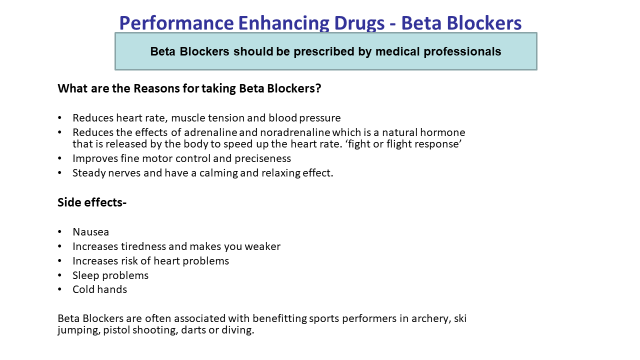 Performance Enhancing Drugs - Beta Blockers
Beta Blockers should be prescribed by medical professionals
What are the Reasons for taking Beta Blockers?
• Reduces heart rate, muscle tension and blood pressure
• Reduces the effects of adrenaline and noradrenaline which is a natural hormone
that is released by the body to speed up the heart rate. ‘fight or flight response’
• Improves fine motor control and preciseness
• Steady nerves and have a calming and relaxing effect.
Side effects-
• Nausea
• Increases tiredness and makes you weaker
• Increases risk of heart problems
• Sleep problems
• Cold hands
Beta Blockers are often associated with benefitting sports performers in archery, ski
jumping, pistol shooting, darts or diving.